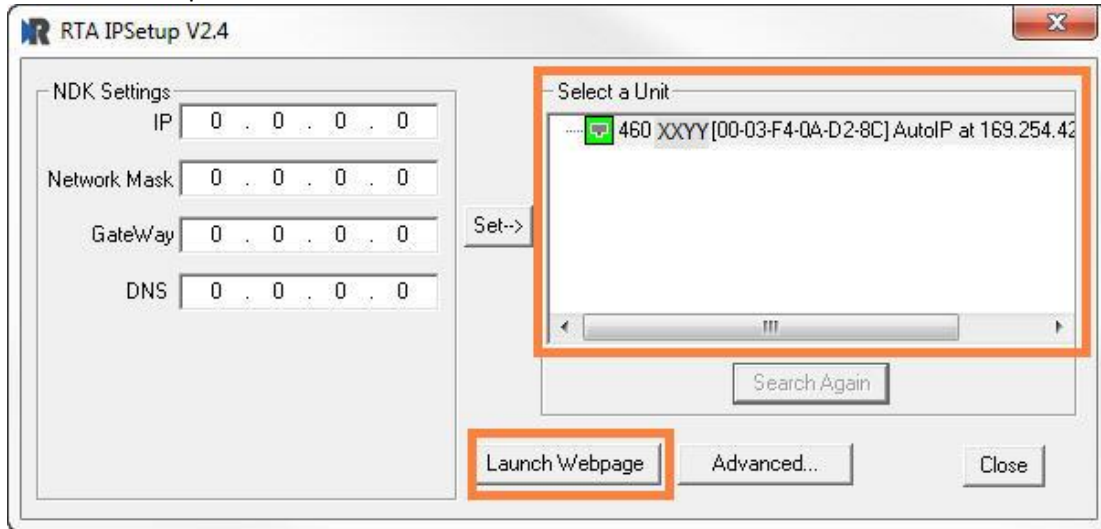 RTA IPSetup V2.4
NDK Settings
IP 0 . 0 . 0 . 0
Network Mask 0 . 0 . 0 . 0
GateWay 0 . 0 . 0 . 0
DNS 0 . 0 . 0 . 0
Set-->
Select a Unit
460 XXYY [00-03-F4-0A-D2-8C] AutoIP at 169.254.42
Search Again
Launch Webpage
Advanced...
Close